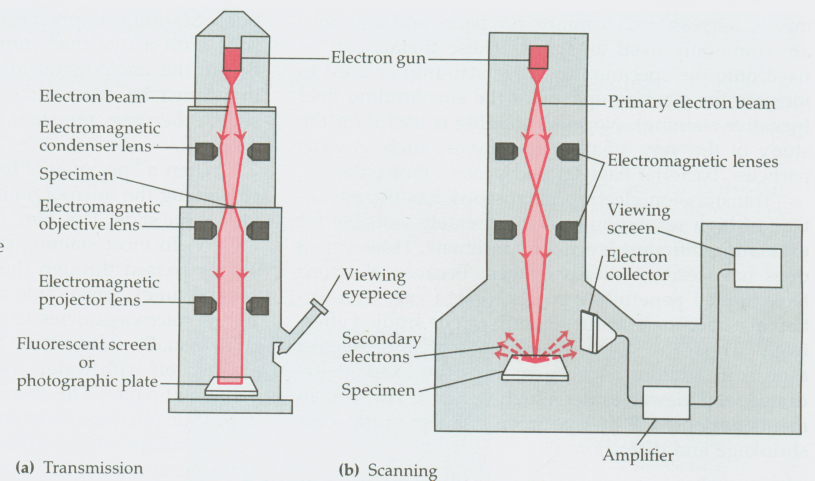 Electron gun
Electron beam
Electromagnetic
condenser lens
Specimen
Electromagnetic
objective lens
Electromagnetic
projector lens
Viewing
eyepiece
Fluorescent screen
or
photographic plate
(a) Transmission
Primary electron beam
Electromagnetic lenses
Viewing
screen
Electron
collector
Secondary
electrons
Specimen
Amplifier
(b) Scanning